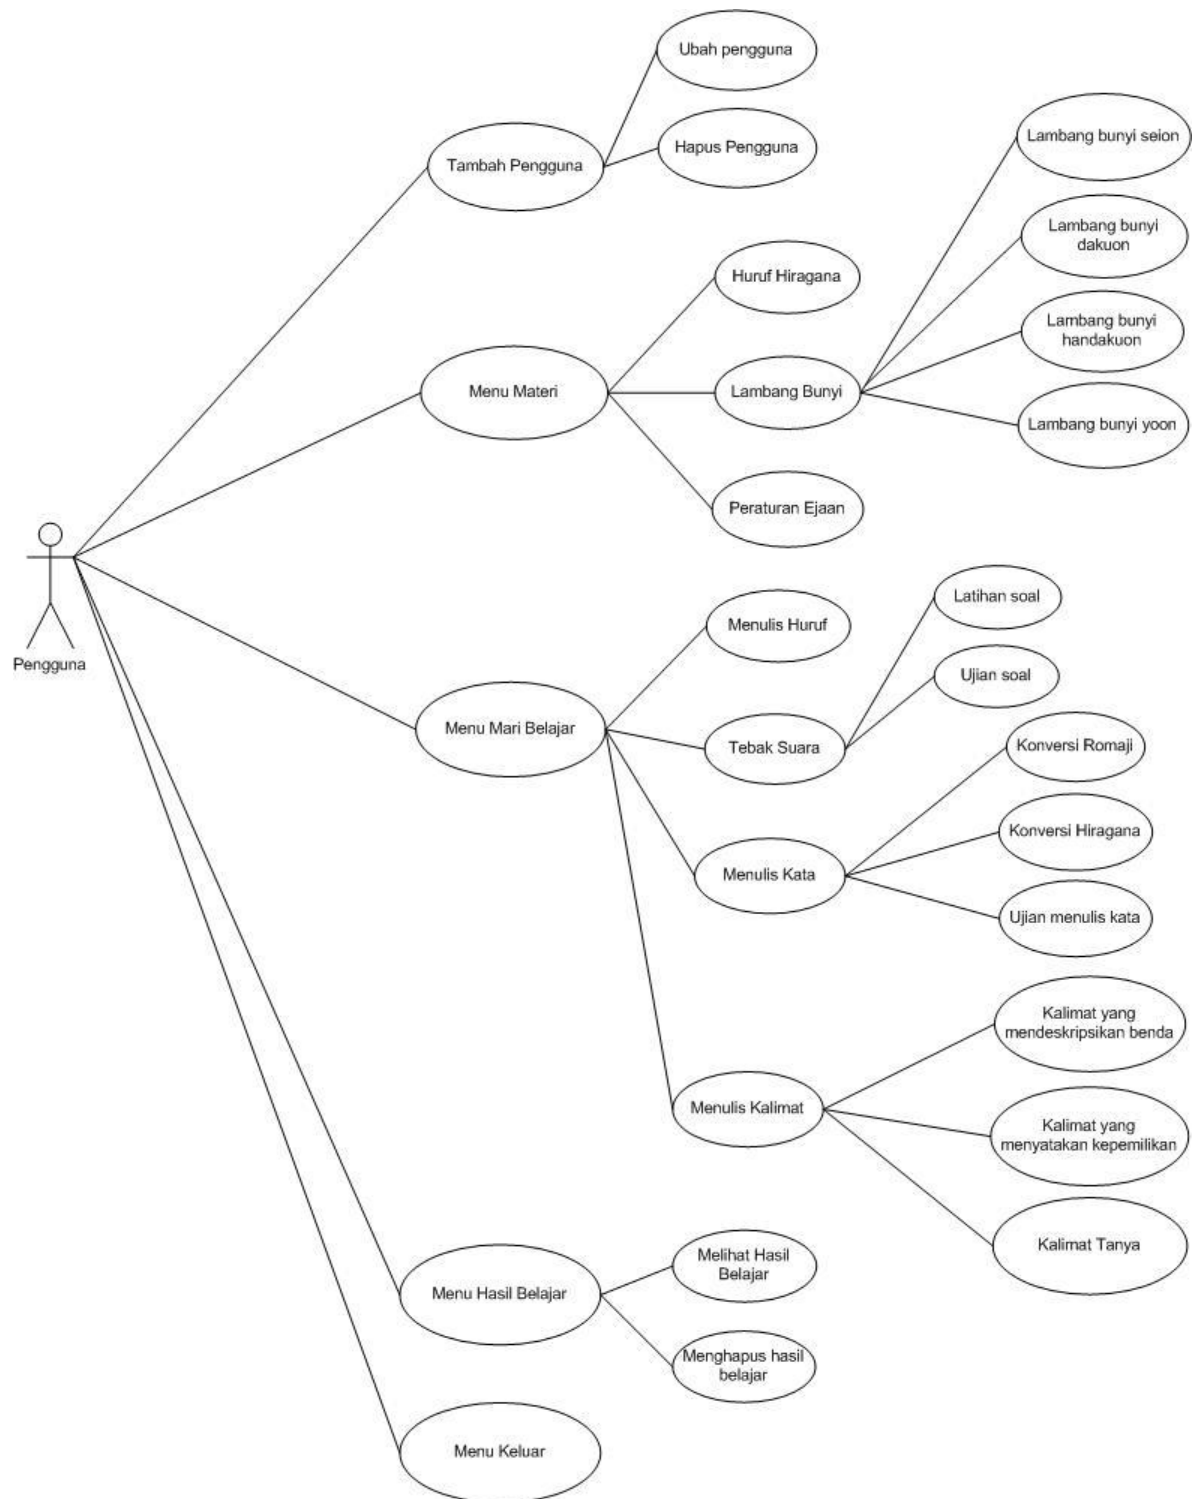 Ubah pengguna
Hapus Pengguna
Tambah Pengguna
Lambang bunyi seion
Lambang bunyi
dakuon
Lambang bunyi
handakuon
Lambang bunyi yoon
Huruf Hiragana
Lambang Bunyi
Peraturan Ejaan
Menu Materi
Pengguna
Menu Mari Belajar
Menulis Huruf
Tebak Suara
Latihan soal
Ujian soal
Menulis Kata
Konversi Romaji
Konversi Hiragana
Ujian menulis kata
Menulis Kalimat
Kalimat yang
mendeskripsikan benda
Kalimat yang
menyatakan kepemilikan
Kalimat Tanya
Menu Hasil Belajar
Melihat Hasil
Belajar
Menghapus hasil
belajar
Menu Keluar